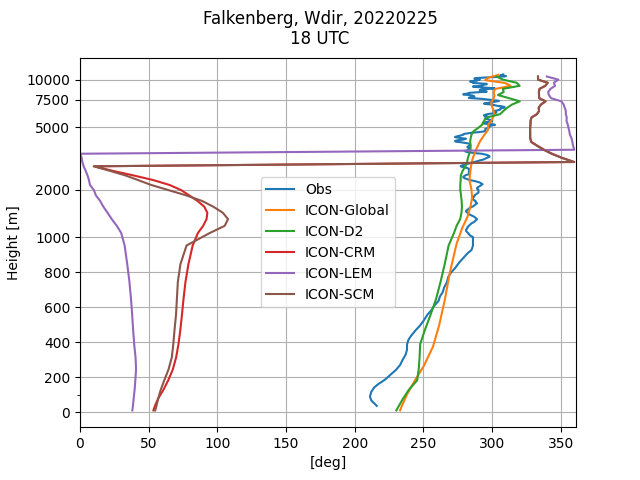 Falkenberg, Wdir, 20220225
18 UTC
Height [m]
10000
7500
5000
2000
1000
800
600
400
200
0
Obs
ICON-Global
ICON-D2
ICON-CRM
ICON-LEM
ICON-SCM
0 50 100 150 200 250 300 350
[deg]